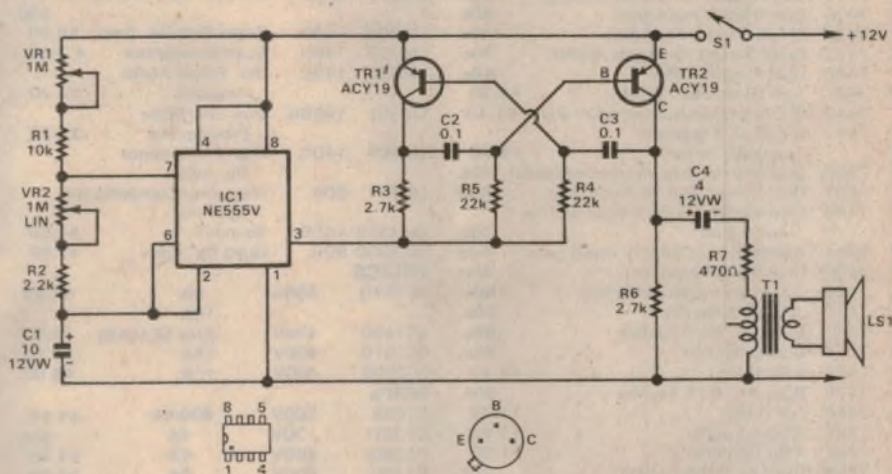 VR1
1M
R1
10k
VR2
1M
LIN
R2
2.2k
C1
10
12VW
+
-
7
6
4
8
2
1
3
IC1
NE555V
TR1
ACY19
C2
0.1
R3
2.7k
R5
22k
R4
22k
C3
0.1
B
E
C
TR2
ACY19
S1
+12V
C4
4
12VW
+ -
R7
470Ω
R6
2.7k
T1
LS1
8 5
1 4
B
E C